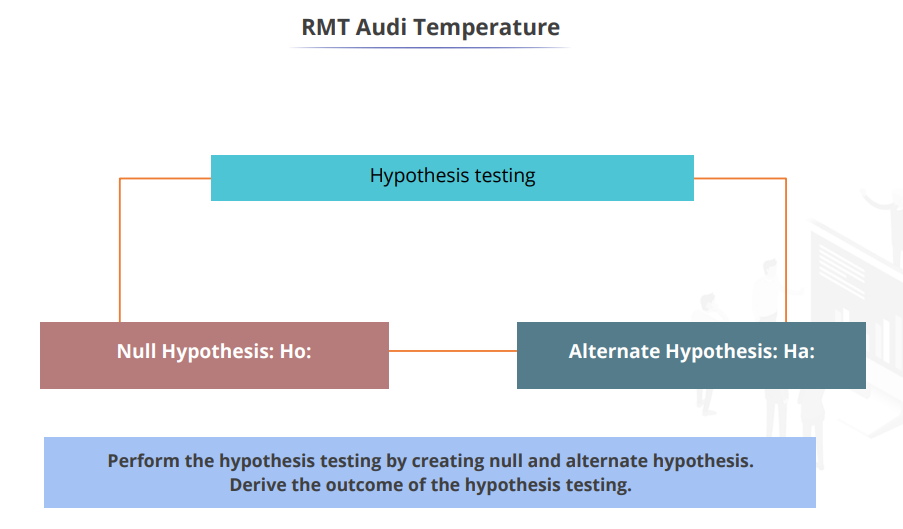 RMT Audi Temperature
Hypothesis testing
Null Hypothesis: Ho:
Alternate Hypothesis: Ha:
Perform the hypothesis testing by creating null and alternate hypothesis.
Derive the outcome of the hypothesis testing.